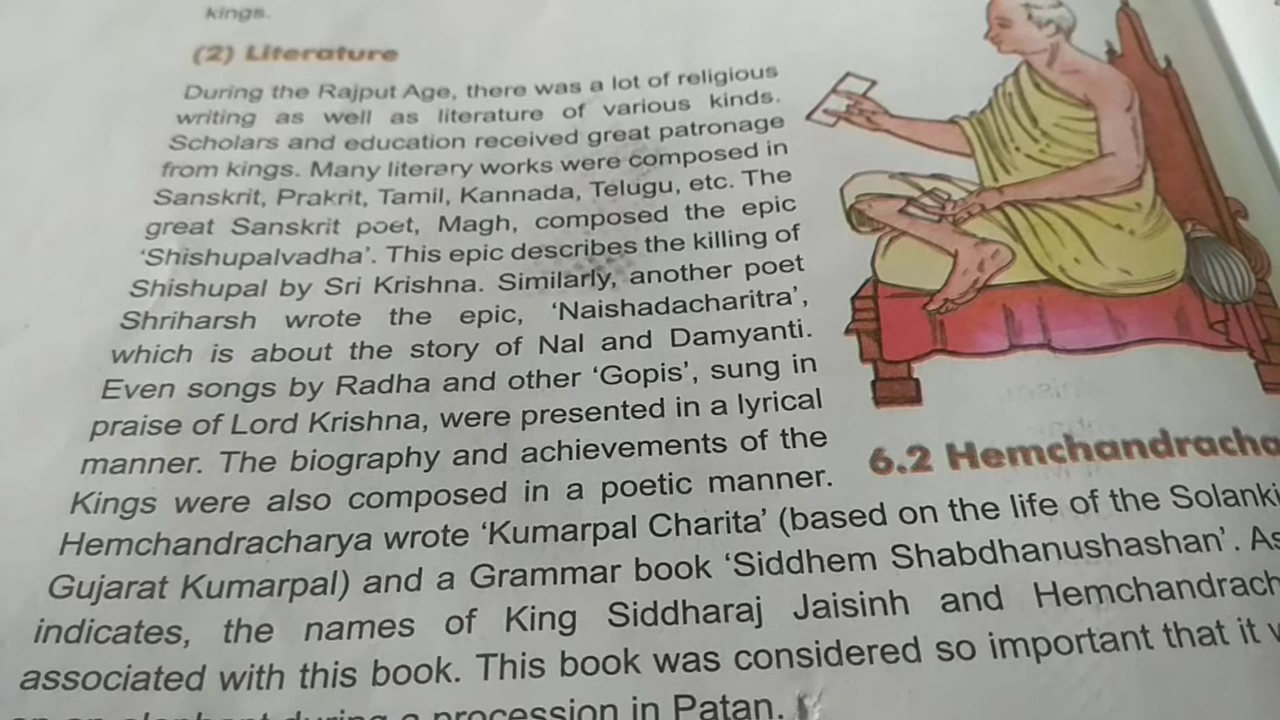 kings.
(2) Literature
During the Rajput Age, there was a lot of religious
writing as well as literature of various kinds.
Scholars and education received great patronage
from kings. Many literary works were composed in
Sanskrit, Prakrit, Tamil, Kannada, Telugu, etc. The
great Sanskrit poet, Magh, composed the epic
‘Shishupalvadha’. This epic describes the killing of
Shishupal by Sri Krishna. Similarly, another poet
Shriharsh wrote the epic, ‘Naishadacharitra’,
which is about the story of Nal and Damyanti.
Even songs by Radha and other ‘Gopis’, sung in
praise of Lord Krishna, were presented in a lyrical
manner. The biography and achievements of the
Kings were also composed in a poetic manner.
6.2 Hemchandracha
Hemchandracharya wrote ‘Kumarpal Charita’ (based on the life of the Solanki
Gujarat Kumarpal) and a Grammar book ‘Siddhem Shabdhanushashan’. As
indicates, the names of King Siddharaj Jaisinh and Hemchandrach
associated with this book. This book was considered so important that it
elephant during a procession in Patan.